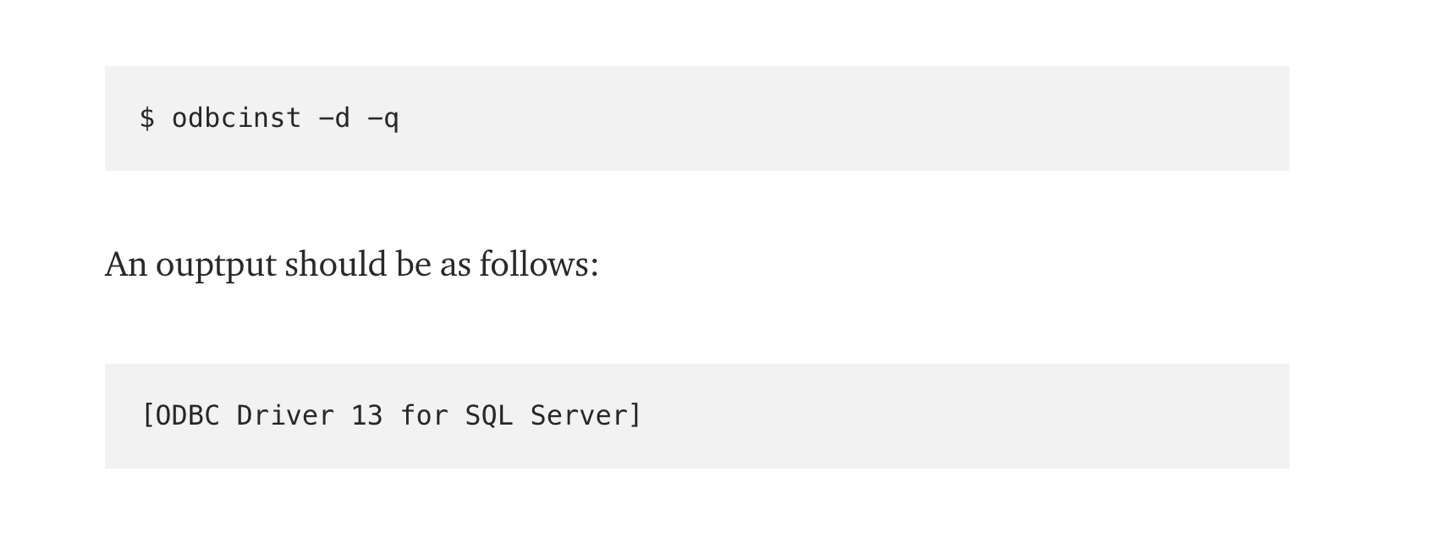 $ odbcinst -d -q
An ouptput should be as follows:
[ODBC Driver 13 for SQL Server]